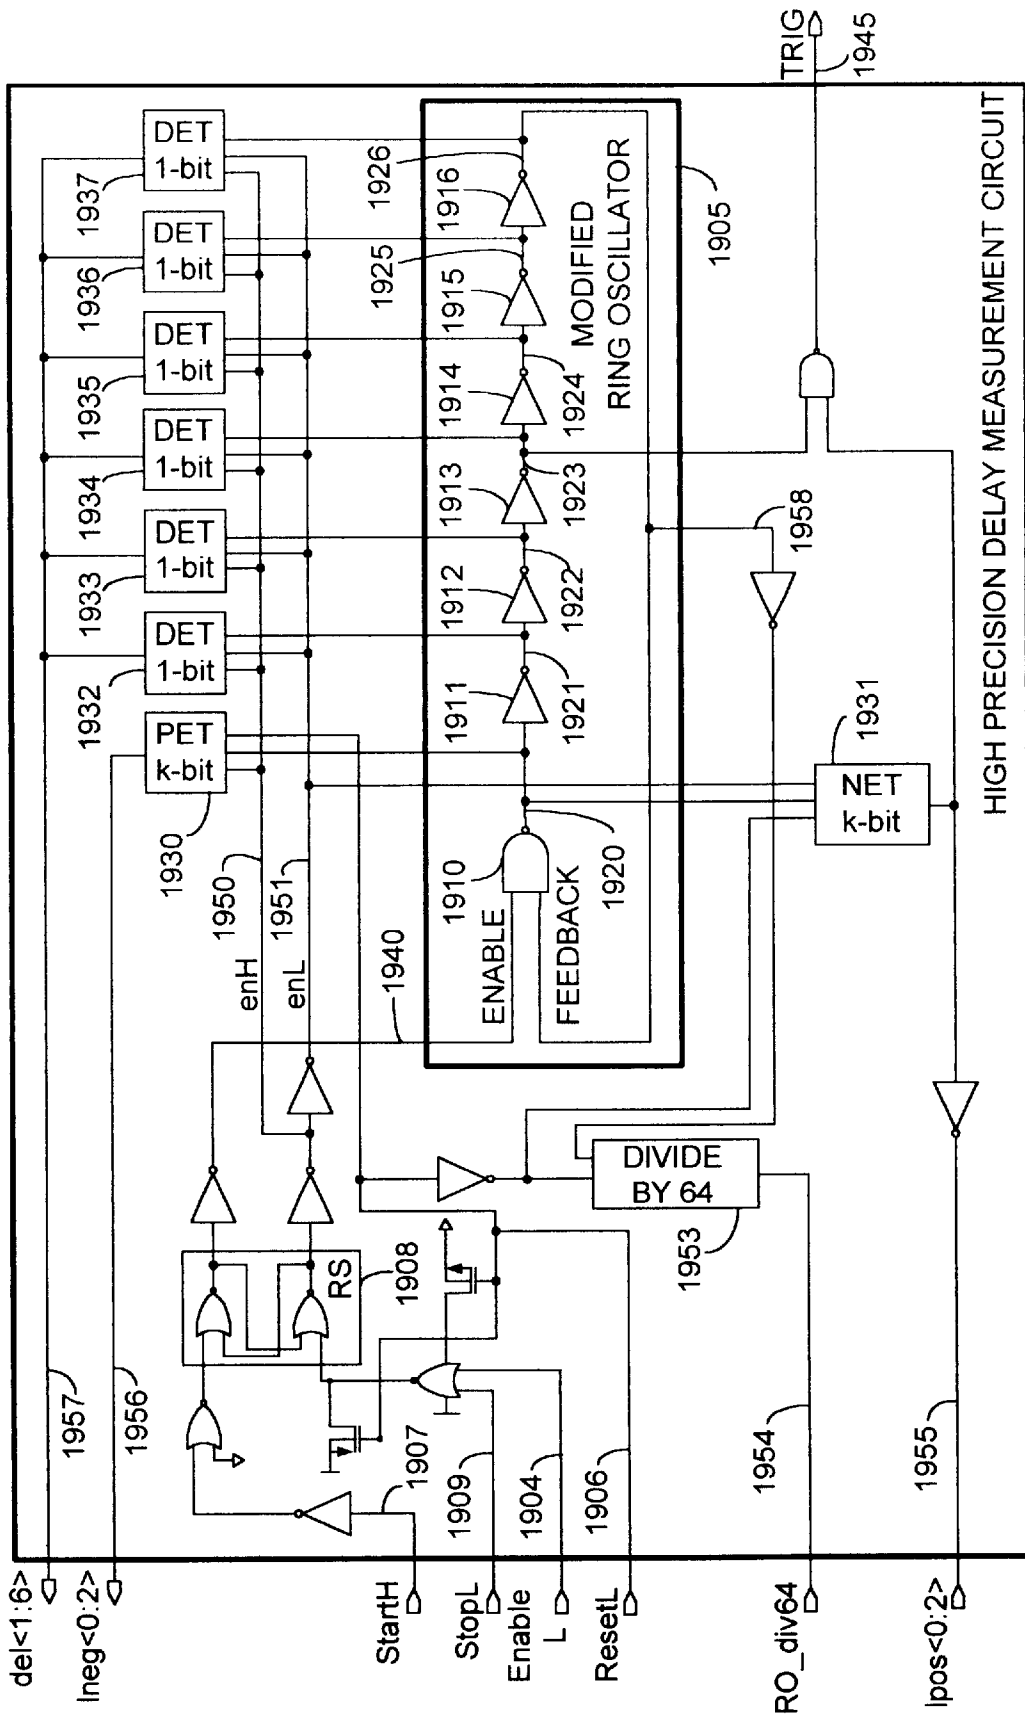 del<1:6>
lneg<0:2>
StartH
StopL
Enable
L
ResetL
RO_div64
lpos<0:2>
1957
1956
1907
1909
1904
1906
1954
1955
RS
1908
DIVIDE
BY 64
1953
enH
enL
1950
1951
1940
PET
k-bit
1930
DET
1-bit
1932
DET
1-bit
1933
DET
1-bit
1934
DET
1-bit
1935
DET
1-bit
1936
DET
1-bit
1937
ENABLE
FEEDBACK
1910
1920
1911
1921
1912
1922
1913
1923
1914
1924
1915
1925
1916
1926
MODIFIED
RING OSCILLATOR
1905
NET
k-bit
1931
1958
TRIG
1945
HIGH PRECISION DELAY MEASUREMENT CIRCUIT